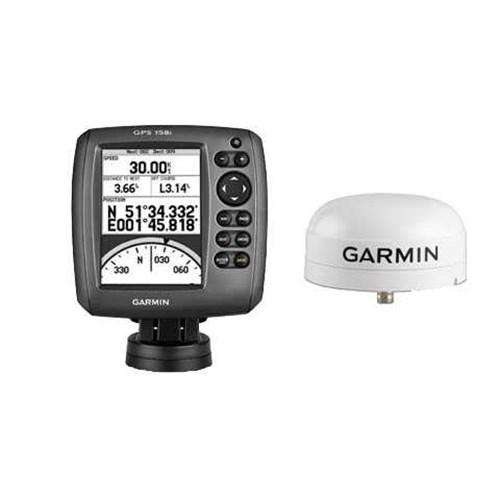 GPS 158i
SPEED
30.00 K t
DISTANCE TO NEXT OFF COURSE
3.66 L3.14
POSITION
N 51°34.332'
E001°45.818'
N
330 030 060
GARMIN
GARMIN